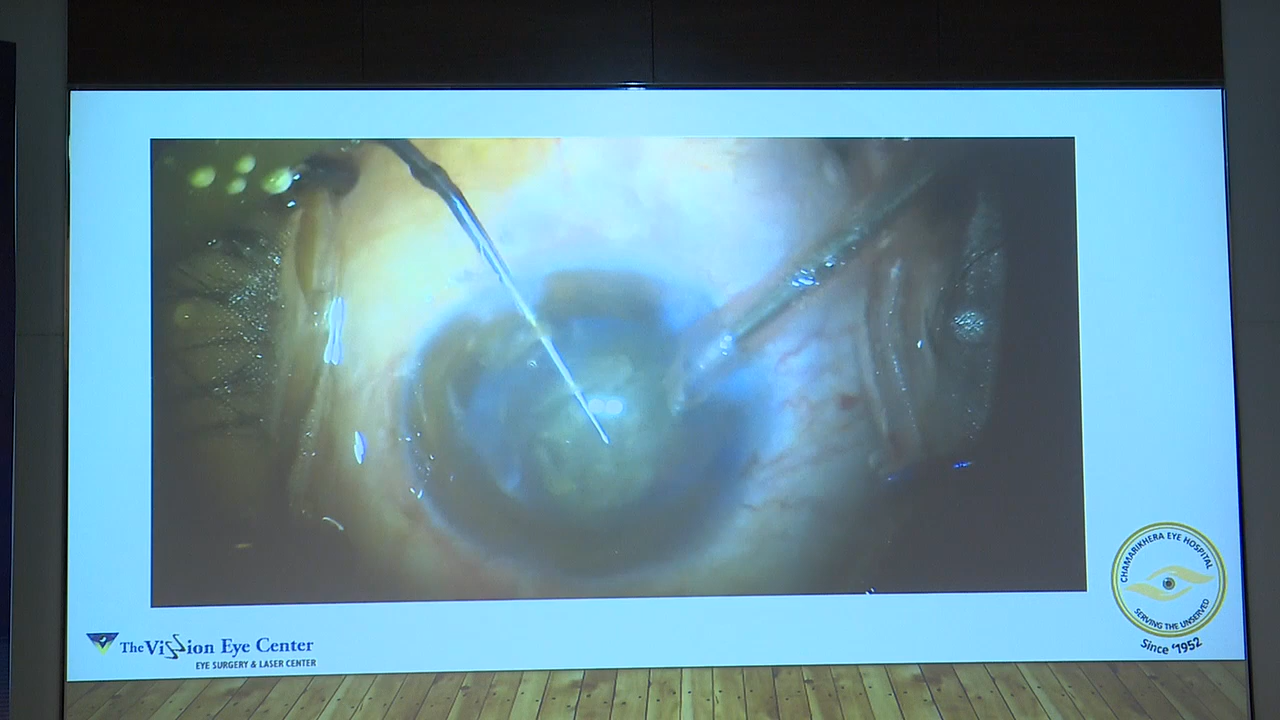 The Vission Eye Center
EYE SURGERY & LASER CENTER
CHAMARIKHERA EYE HOSPITAL
SERVING THE UNSERVED
Since '1952